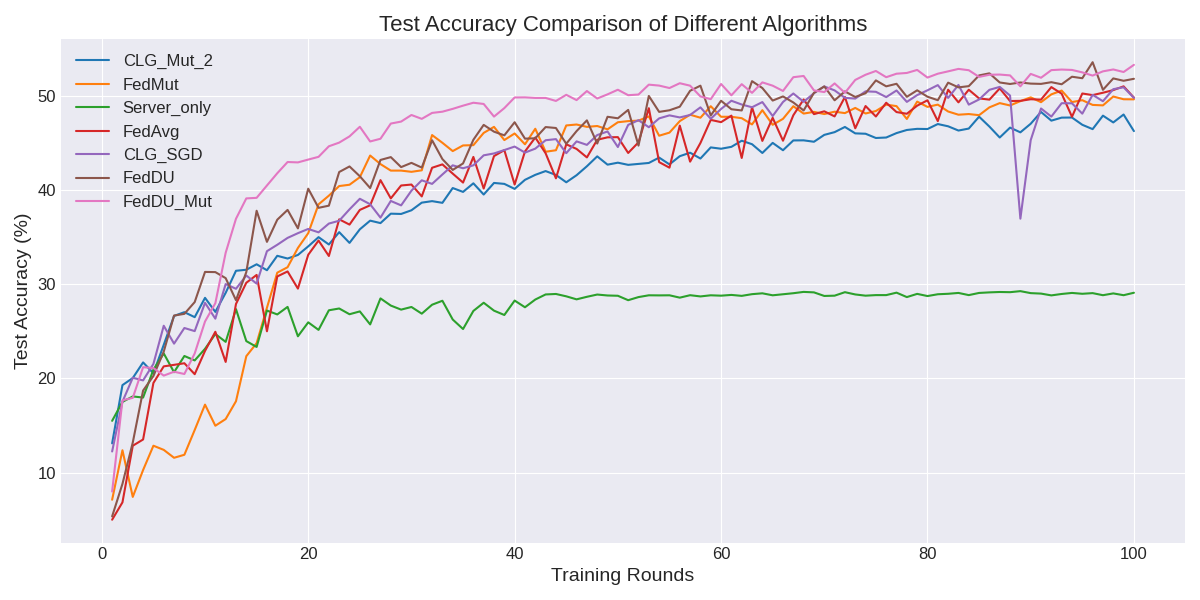 Test Accuracy Comparison of Different Algorithms
CLG_Mut_2
FedMut
Server_only
FedAvg
CLG_SGD
FedDU
FedDU_Mut
Test Accuracy (%)
50
40
30
20
10
0 20 40 60 80 100
Training Rounds